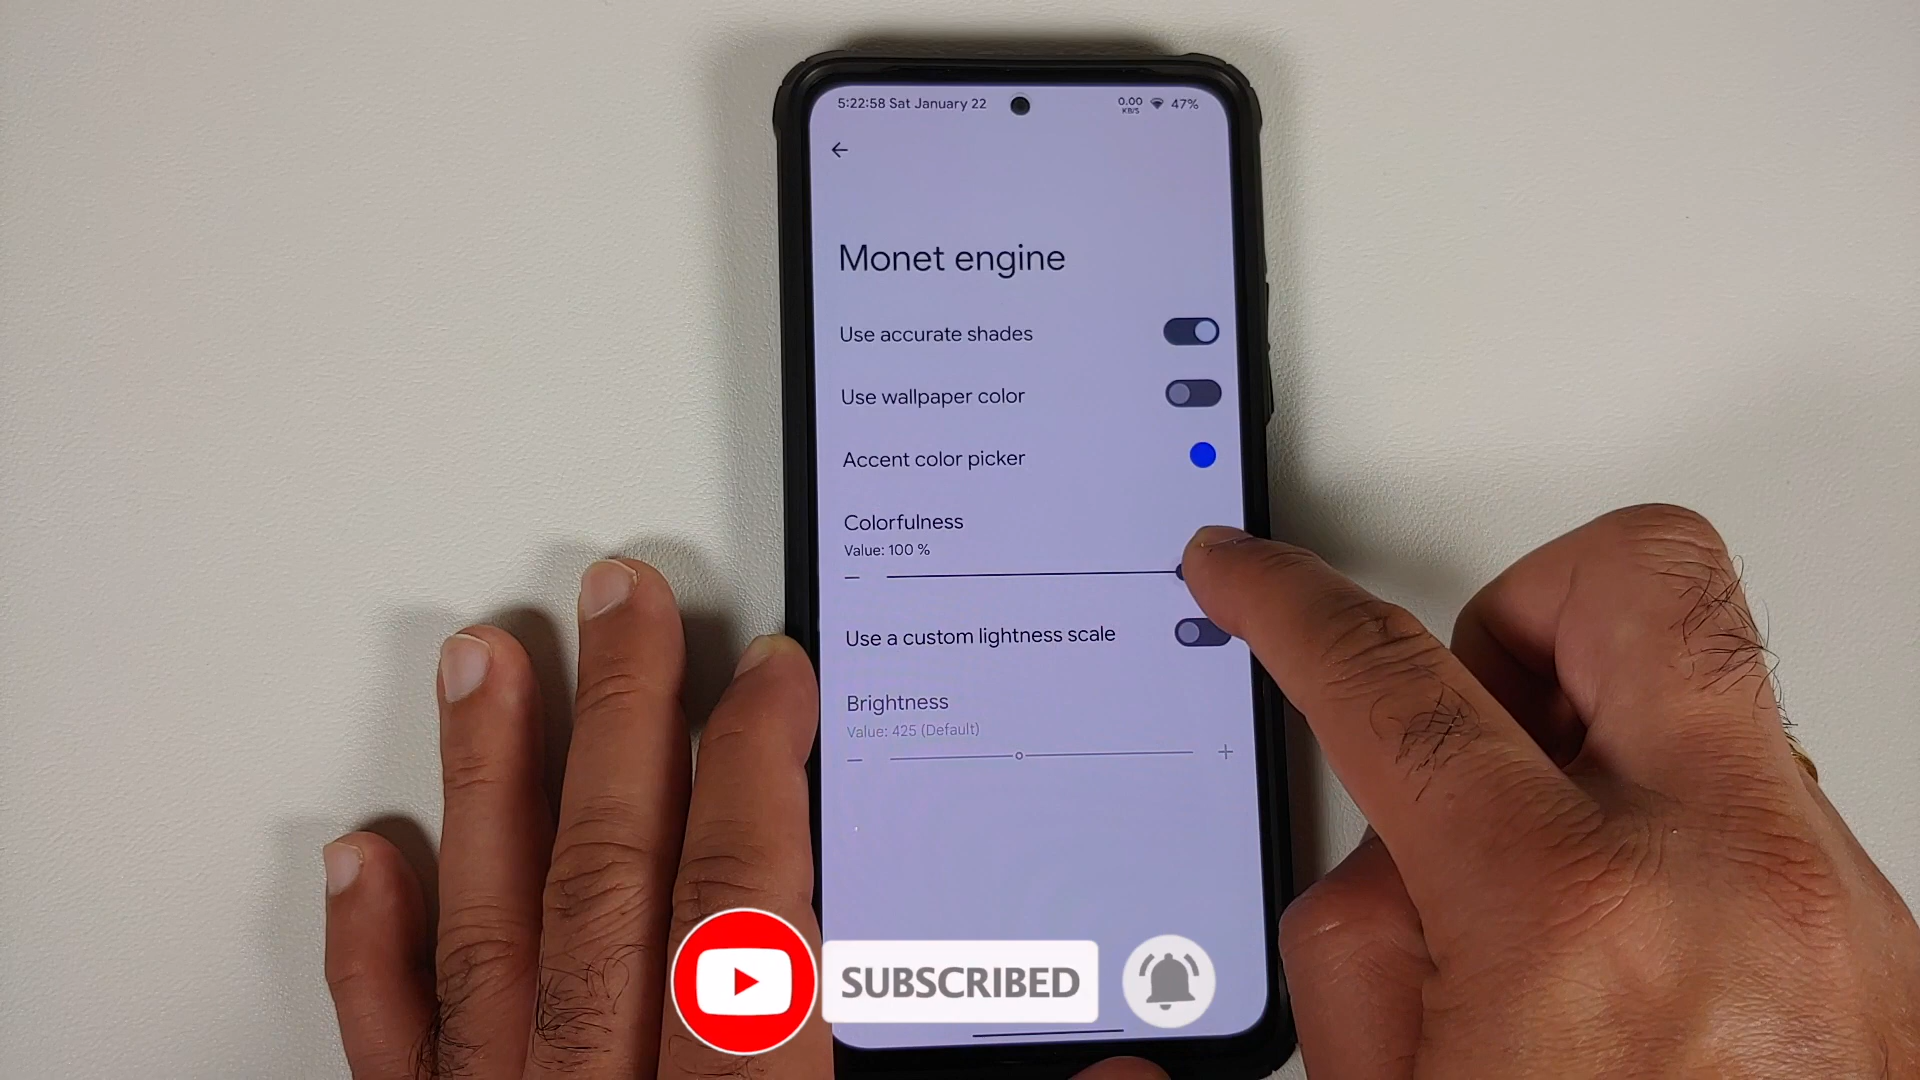 5:22:58 Sat January 22
0.00 KB/S 47%
Monet engine
Use accurate shades
Use wallpaper color
Accent color picker
Colorfulness
Value: 100 %
Use a custom lightness scale
Brightness
Value: 425 (Default)
SUBSCRIBED